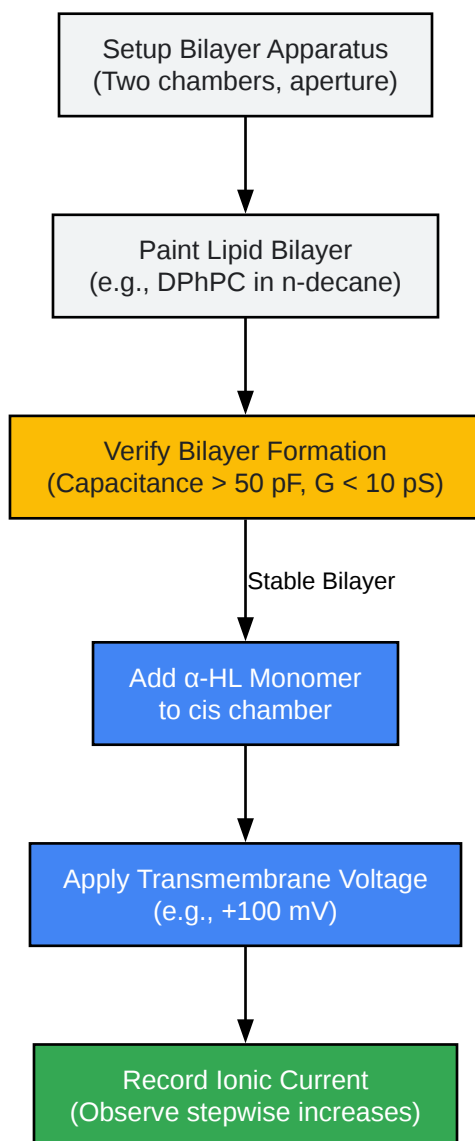 Setup Bilayer Apparatus
(Two chambers, aperture)
Paint Lipid Bilayer
(e.g., DPhPC in n-decane)
Verify Bilayer Formation
(Capacitance > 50 pF, G < 10 pS)
Stable Bilayer
Add α-HL Monomer
to cis chamber
Apply Transmembrane Voltage
(e.g., +100 mV)
Record Ionic Current
(Observe stepwise increases)